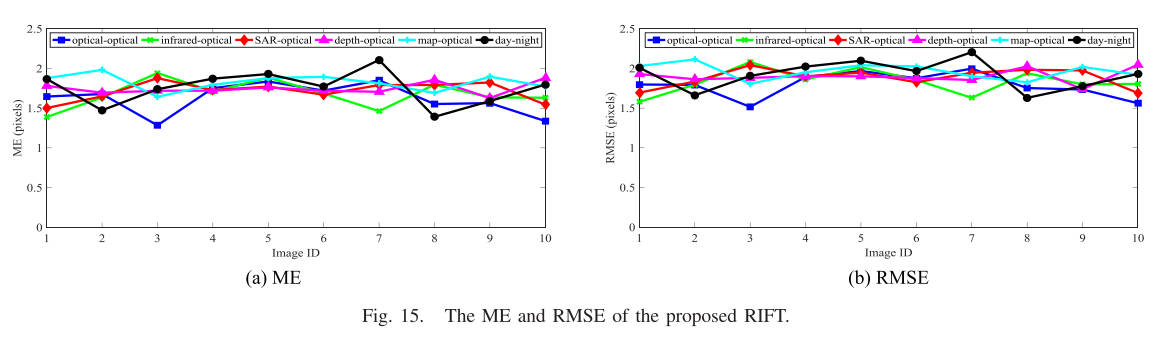 2.5
optical-optical infrared-optical SAR-optical depth-optical map-optical day-night
2
1.5
1
0.5
0
ME (pixels)
1 2 3 4 5 6 7 8 9 10
Image ID
(a) ME
2.5
optical-optical infrared-optical SAR-optical depth-optical map-optical day-night
2
1.5
1
0.5
0
RMSE (pixels)
1 2 3 4 5 6 7 8 9 10
Image ID
(b) RMSE
Fig. 15. The ME and RMSE of the proposed RIFT.